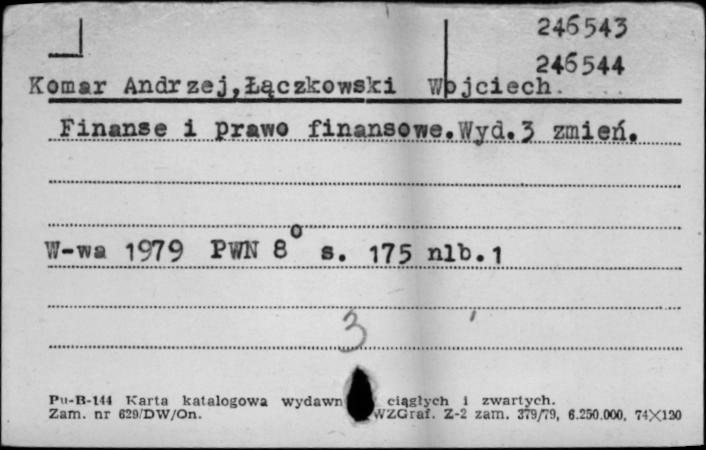 246543
246544
Komar Andrzej,Łączkowski Wojciech
Finanse i prawo finansowe.Wyd.3 zmień.
W-wa 1979 PWN 8° s. 175 nlb.1
3
Pu-B-144 Karta katalogowa wydawn ciągłych i zwartych.
Zam. nr 629/DW/On. WZGraf. Z-2 zam. 379/79, 6.250.000, 74×120